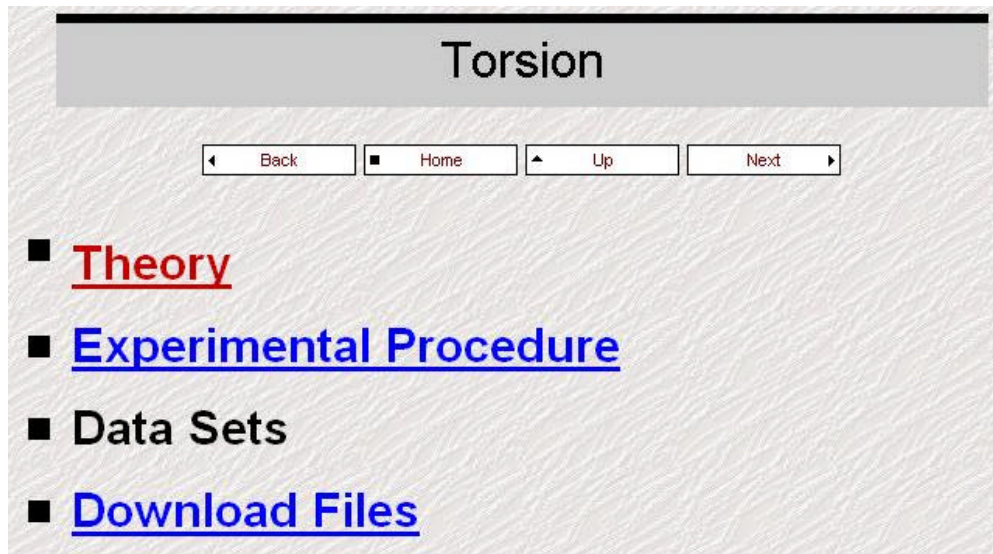 Torsion
Back Home Up Next
Theory
Experimental Procedure
Data Sets
Download Files